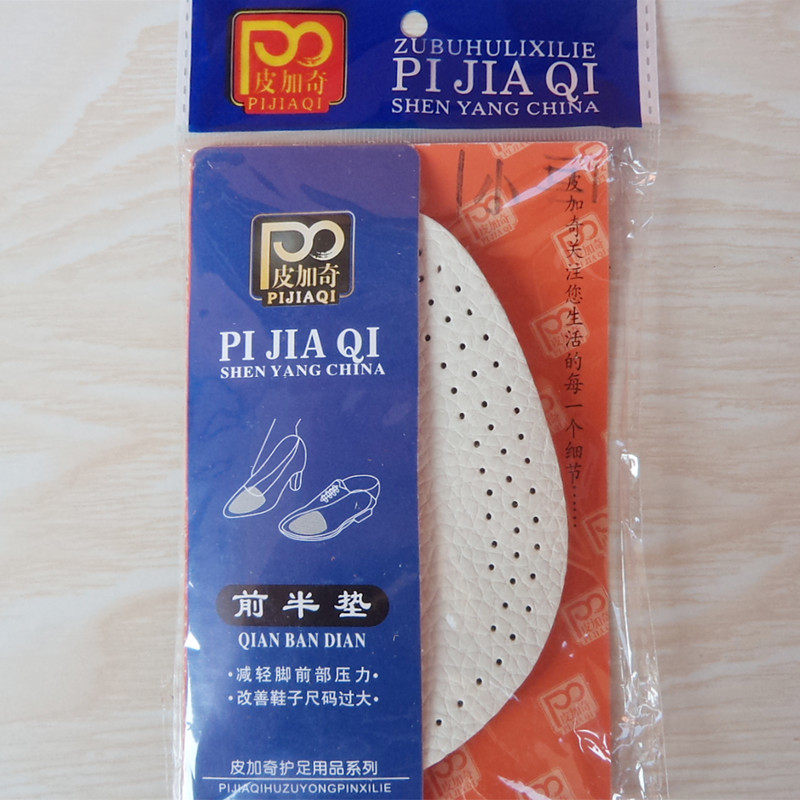 皮加奇
PIJIAQI
ZUBUHULIXILIE
PI JIA QI
SHEN YANG CHINA
皮加奇
PIJIAQI
PI JIA QI
SHEN YANG CHINA
前半垫
QIAN BAN DIAN
·减轻脚前部压力·
·改善鞋子尺码过大·
皮加奇护足用品系列
PIJIAQIHUZUYONGPINXILIE
皮加奇关注您生活的每一个细节......